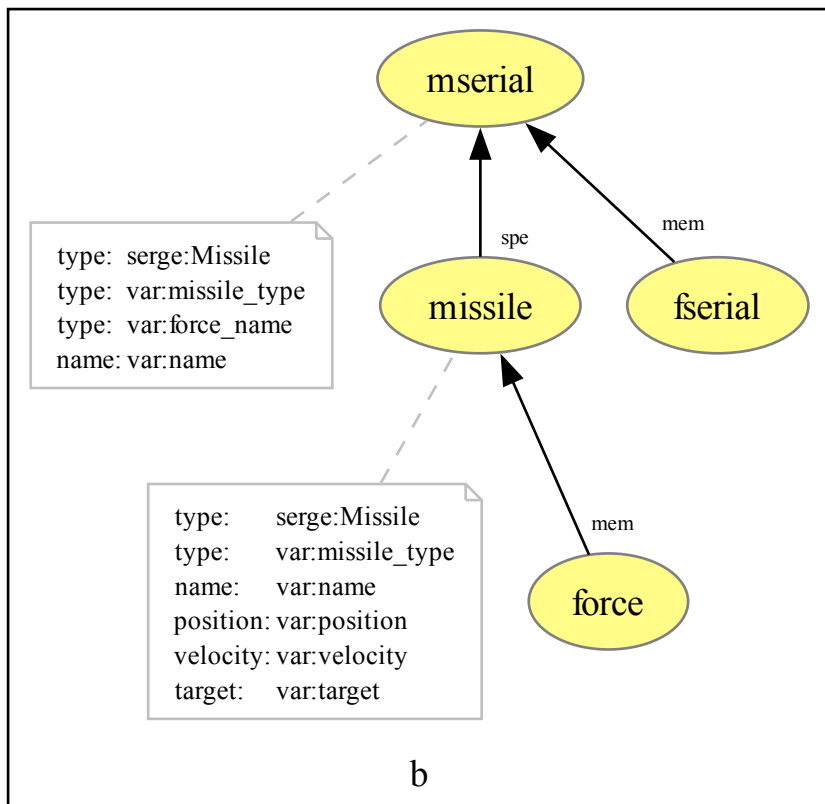 mserial
mem
spe
type: serge:Missile
type: var:missile_type
type: var:force_name
name: var:name
missile
fserial
type: serge:Missile
type: var:missile_type
name: var:name
position: var:position
velocity: var:velocity
target: var:target
mem
force
b